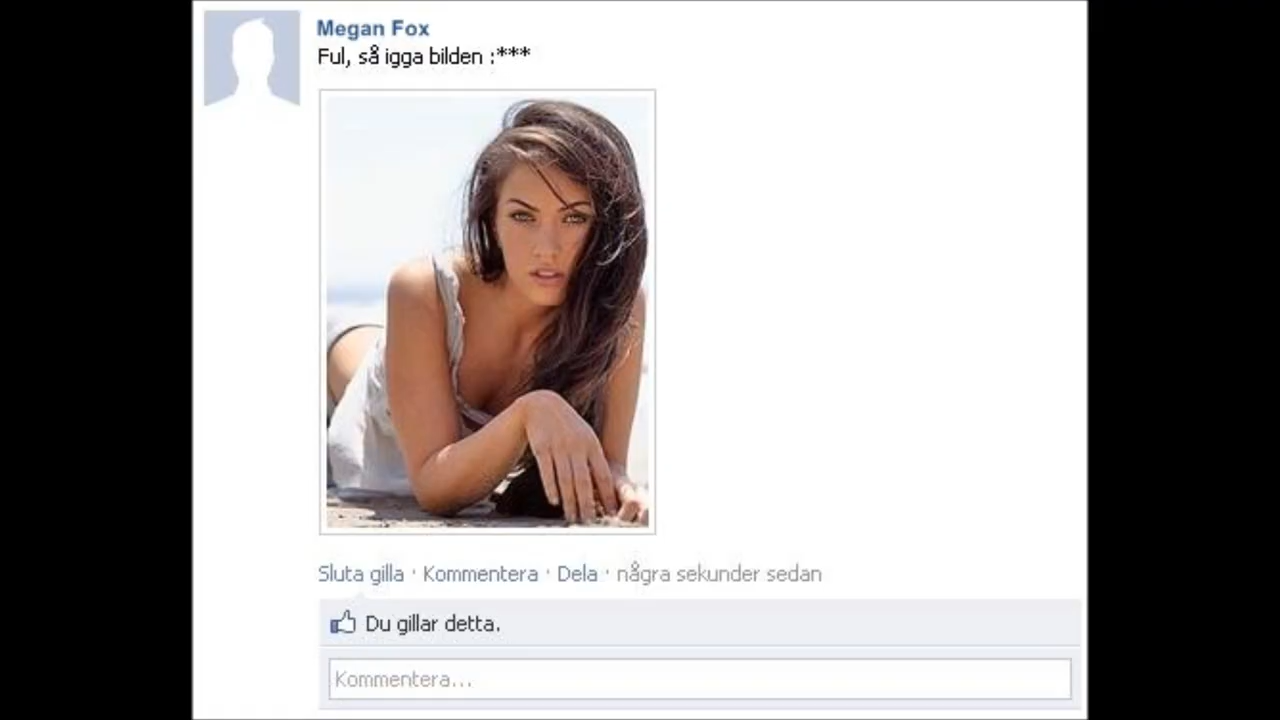 Megan Fox
Ful, så igga bilden :***
Sluta gilla · Kommentera · Dela · några sekunder sedan
Du gillar detta.
Kommentera...